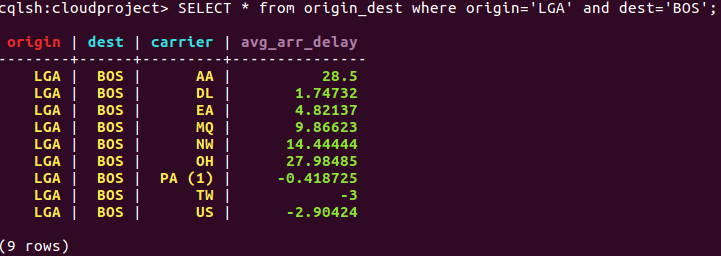 cqlsh:cloudproject> SELECT * from origin_dest where origin='LGA' and dest='BOS';
origin | dest | carrier | avg_arr_delay
--------+------+---------+---------------
LGA | BOS | AA | 28.5
LGA | BOS | DL | 1.74732
LGA | BOS | EA | 4.82137
LGA | BOS | MQ | 9.86623
LGA | BOS | NW | 14.44444
LGA | BOS | OH | 27.98485
LGA | BOS | PA (1) | -0.418725
LGA | BOS | TW | -3
LGA | BOS | US | -2.90424
(9 rows)